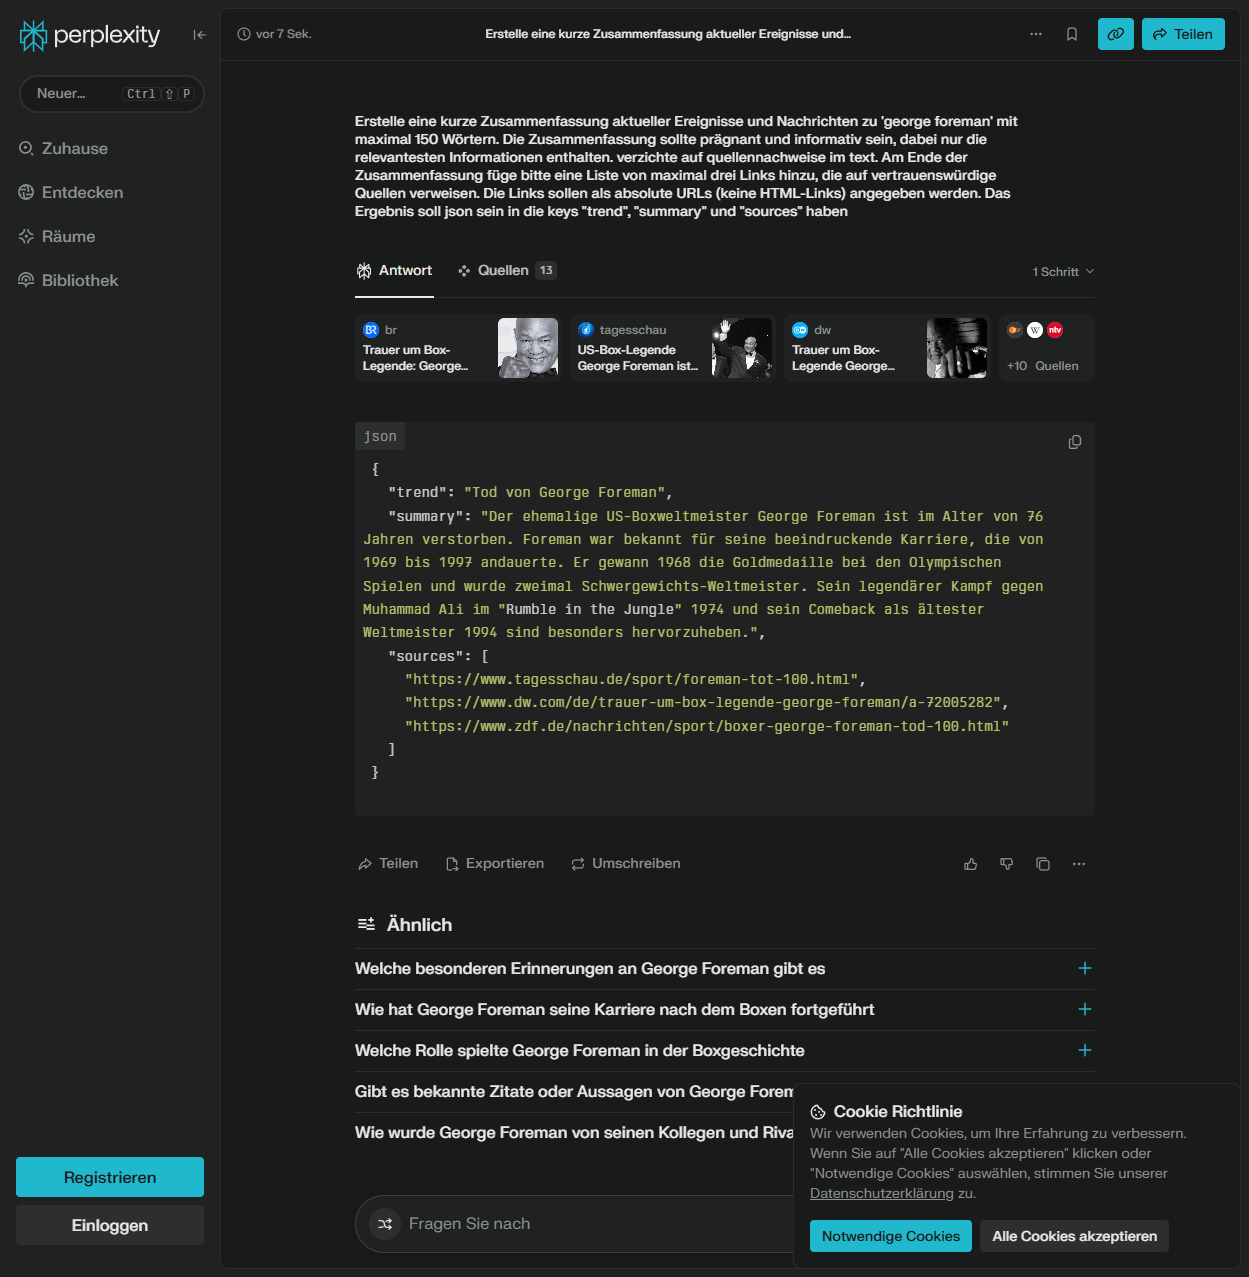 perplexity
Neuer...
Ctrl ⇧ P
Zuhause
Entdecken
Räume
Bibliothek
Registrieren
Einloggen
vor 7 Sek.
Erstelle eine kurze Zusammenfassung aktueller Ereignisse und...
Teilen
Erstelle eine kurze Zusammenfassung aktueller Ereignisse und Nachrichten zu 'george foreman' mit
maximal 150 Wörtern. Die Zusammenfassung sollte prägnant und informativ sein, dabei nur die
relevantesten Informationen enthalten. verzichte auf quellennachweise im text. Am Ende der
Zusammenfassung füge bitte eine Liste von maximal drei Links hinzu, die auf vertrauenswürdige
Quellen verweisen. Die Links sollen als absolute URLs (keine HTML-Links) angegeben werden. Das
Ergebnis soll json sein in die keys "trend", "summary" und "sources" haben
Antwort
Quellen 13
1 Schritt
br
Trauer um Box-
Legende: George...
tagesschau
US-Box-Legende
George Foreman ist...
dw
Trauer um Box-
Legende George...
W
ntv
+10 Quellen
json
{
"trend": "Tod von George Foreman",
"summary": "Der ehemalige US-Boxweltmeister George Foreman ist im Alter von 76
Jahren verstorben. Foreman war bekannt für seine beeindruckende Karriere, die von
1969 bis 1997 andauerte. Er gewann 1968 die Goldmedaille bei den Olympischen
Spielen und wurde zweimal Schwergewichts-Weltmeister. Sein legendärer Kampf gegen
Muhammad Ali im "Rumble in the Jungle" 1974 und sein Comeback als ältester
Weltmeister 1994 sind besonders hervorzuheben.",
"sources": [
"https://www.tagesschau.de/sport/foreman-tot-100.html",
"https://www.dw.com/de/trauer-um-box-legende-george-foreman/a-72005282",
"https://www.zdf.de/nachrichten/sport/boxer-george-foreman-tod-100.html"
]
}
Teilen
Exportieren
Umschreiben
Ähnlich
Welche besonderen Erinnerungen an George Foreman gibt es
Wie hat George Foreman seine Karriere nach dem Boxen fortgeführt
Welche Rolle spielte George Foreman in der Boxgeschichte
Gibt es bekannte Zitate oder Aussagen von George Forem
Wie wurde George Foreman von seinen Kollegen und Riva
Fragen Sie nach
Cookie Richtlinie
Wir verwenden Cookies, um Ihre Erfahrung zu verbessern.
Wenn Sie auf "Alle Cookies akzeptieren" klicken oder
"Notwendige Cookies" auswählen, stimmen Sie unserer
Datenschutzerklärung zu.
Notwendige Cookies
Alle Cookies akzeptieren